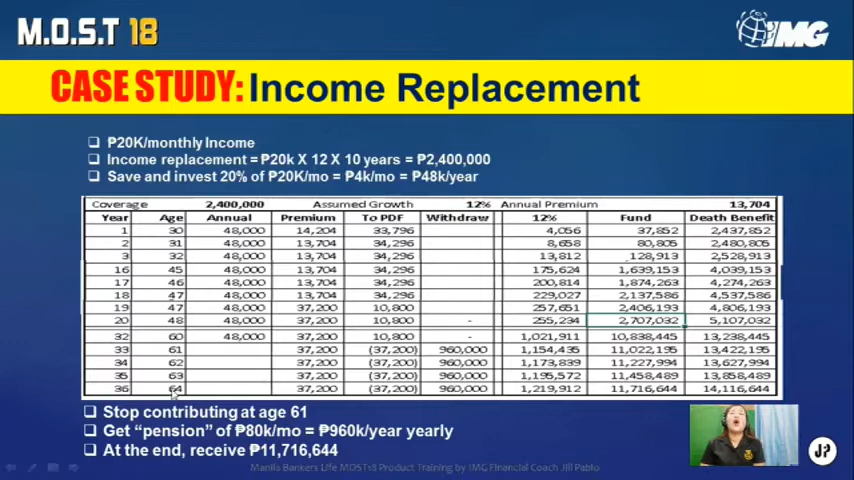 M.O.S.T 18
IMG
CASE STUDY: Income Replacement
₱20K/monthly Income
Income replacement = ₱20k X 12 X 10 years = ₱2,400,000
Save and invest 20% of ₱20K/mo = ₱4k/mo = ₱48k/year
Coverage 2,400,000 Assumed Growth 12% Annual Premium 13,704
Year Age Annual Premium To PDF Withdraw 12% Fund Death Benefit
1 30 48,000 14,204 33,796 4,056 37,852 2,437,852
2 31 48,000 13,704 34,296 8,658 80,805 2,480,805
3 32 48,000 13,704 34,296 13,812 128,913 2,528,913
16 45 48,000 13,704 34,296 175,624 1,639,153 4,039,153
17 46 48,000 13,704 34,296 200,814 1,874,263 4,274,263
18 47 48,000 13,704 34,296 229,027 2,137,586 4,537,586
19 47 48,000 37,200 10,800 257,651 2,406,193 4,806,193
20 48 48,000 37,200 10,800 - 255,234 2,707,032 5,107,032
32 60 48,000 37,200 10,800 - 1,021,911 10,838,445 13,238,445
33 61 37,200 (37,200) 960,000 1,154,435 11,022,195 13,422,195
34 62 37,200 (37,200) 960,000 1,173,839 11,227,994 13,627,994
35 63 37,200 (37,200) 960,000 1,195,572 11,458,489 13,858,489
36 64 37,200 (37,200) 960,000 1,219,912 11,716,644 14,116,644
Stop contributing at age 61
Get “pension” of ₱80k/mo = ₱960k/year yearly
At the end, receive ₱11,716,644
JP
Manila Bankers Life MOST18 Product Training by IMG Financial Coach Jill Pablo